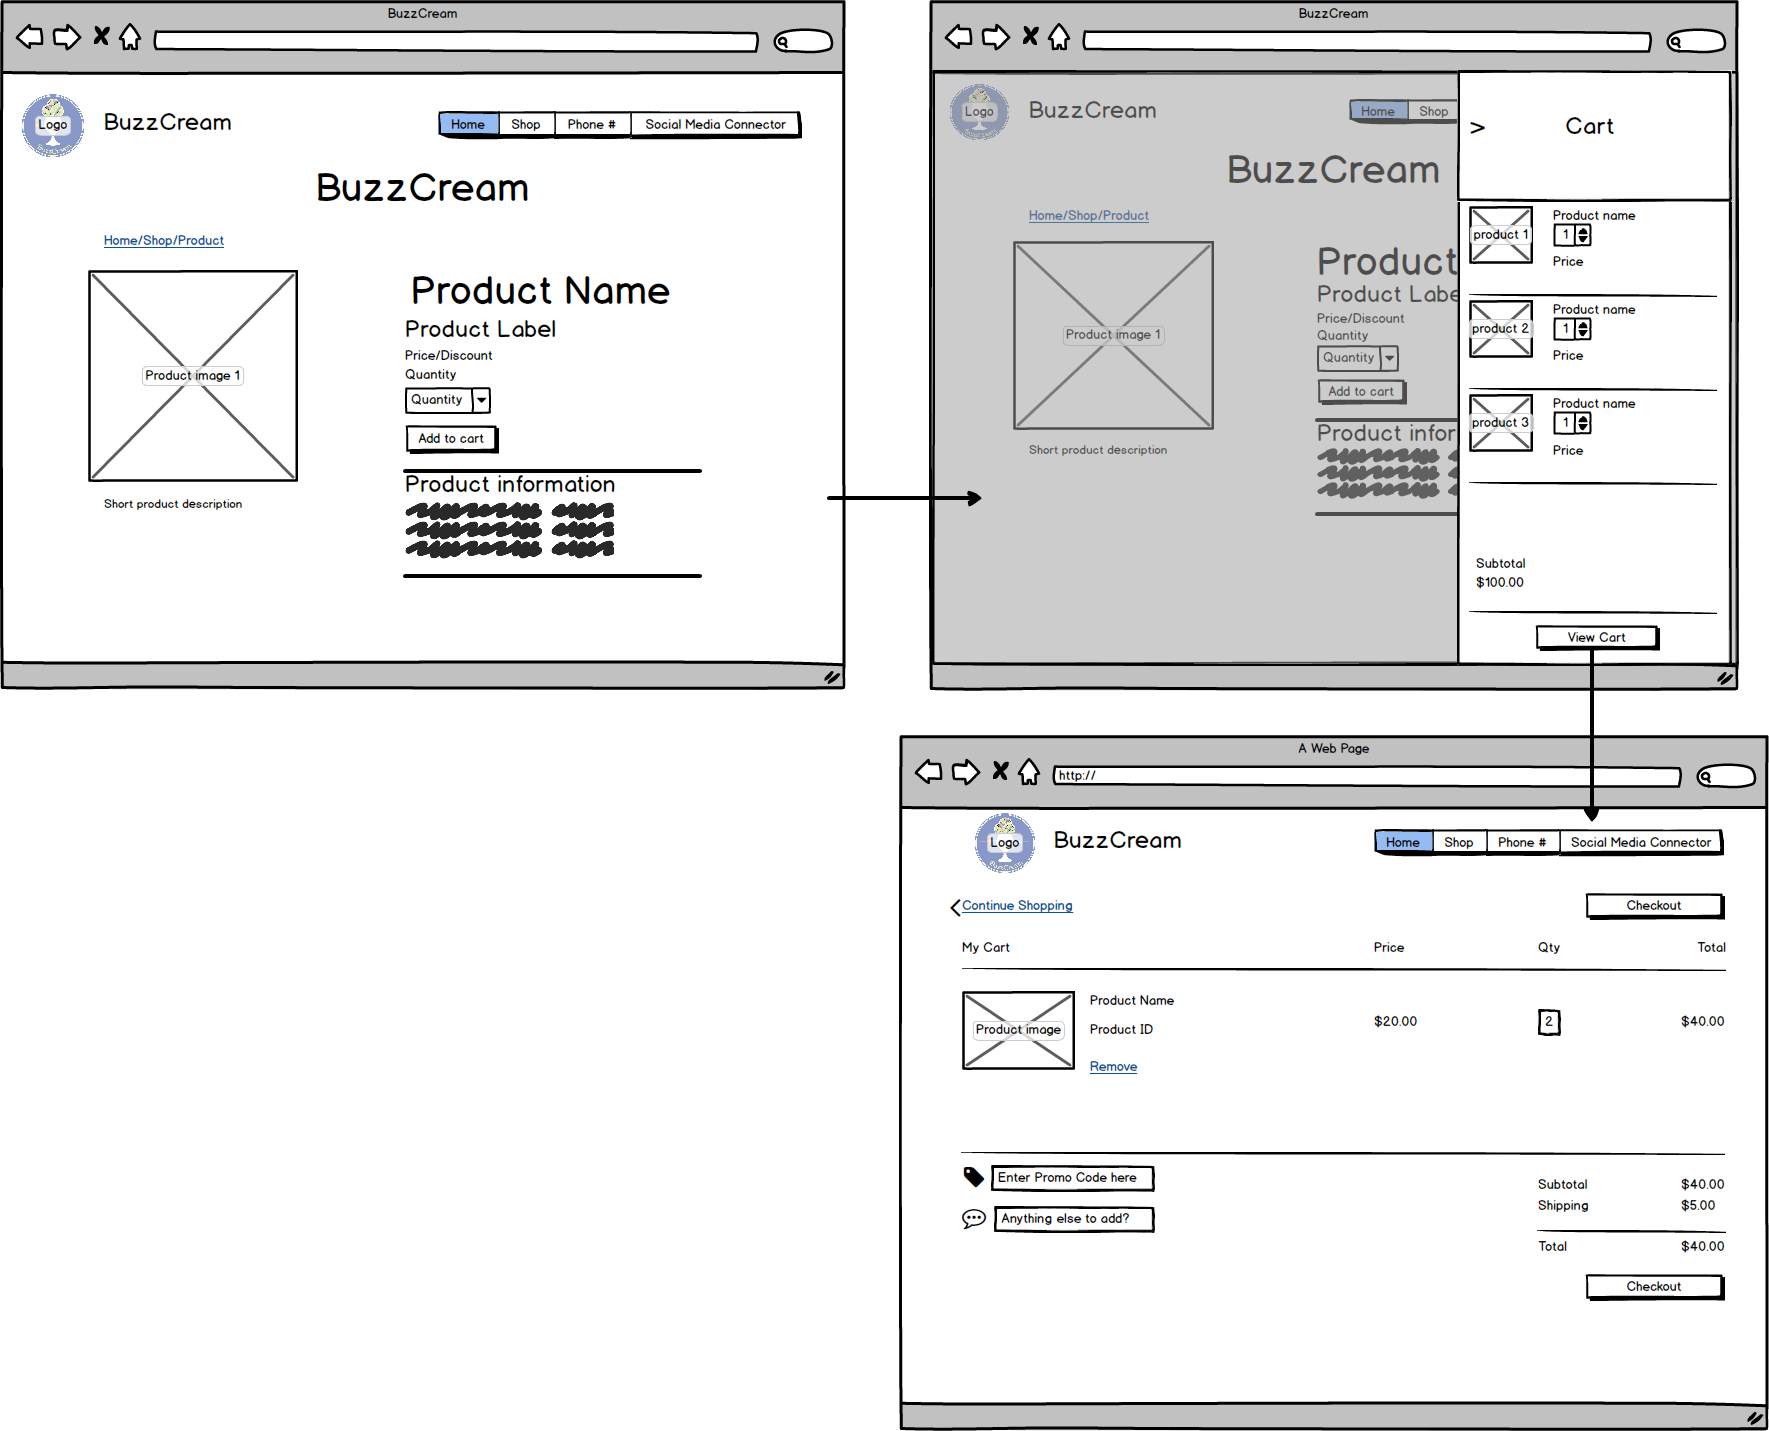 BuzzCream
Logo
BuzzCream
Home Shop Phone # Social Media Connector
BuzzCream
Home/Shop/Product
Product image 1
Short product description
Product Name
Product Label
Price/Discount
Quantity
Quantity
Add to cart
Product information
BuzzCream
Logo
BuzzCream
Home Shop
BuzzCream
Home/Shop/Product
Product image 1
Short product description
Product
Product Labe
Price/Discount
Quantity
Quantity
Add to cart
Product infor
> Cart
product 1
Product name
1
Price
product 2
Product name
1
Price
product 3
Product name
1
Price
Subtotal
$100.00
View Cart
A Web Page
http://
Logo
BuzzCream
Home Shop Phone # Social Media Connector
Continue Shopping
Checkout
My Cart Price Qty Total
Product image
Product Name
Product ID
Remove
$20.00 2 $40.00
Enter Promo Code here
Anything else to add?
Subtotal $40.00
Shipping $5.00
Total $40.00
Checkout